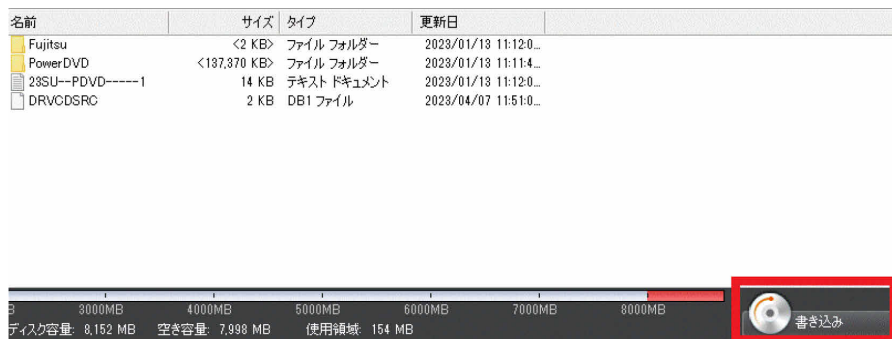 名前 サイズ タイプ 更新日
Fujitsu <2 KB> ファイル フォルダー 2023/01/13 11:12:0...
PowerDVD <137,370 KB> ファイル フォルダー 2023/01/13 11:11:4...
23SU--PDVD-----1 14 KB テキスト ドキュメント 2023/01/13 11:12:0...
DRVCDSRC 2 KB DB1 ファイル 2023/04/07 11:51:0...
B 3000MB 4000MB 5000MB 6000MB 7000MB 8000MB
ディスク容量: 8,152 MB 空き容量: 7,998 MB 使用領域: 154 MB
書き込み